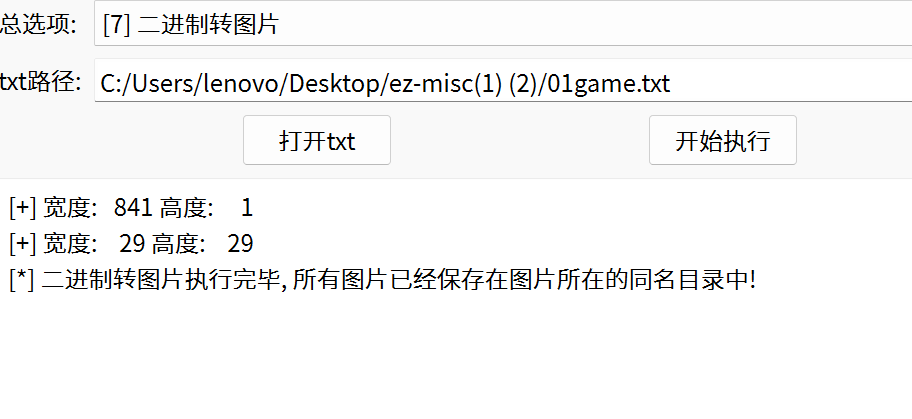 总选项: [7] 二进制转图片
txt路径: C:/Users/lenovo/Desktop/ez-misc(1) (2)/01game.txt
打开txt 开始执行
[+] 宽度: 841 高度: 1
[+] 宽度: 29 高度: 29
[*] 二进制转图片执行完毕, 所有图片已经保存在图片所在的同名目录中!